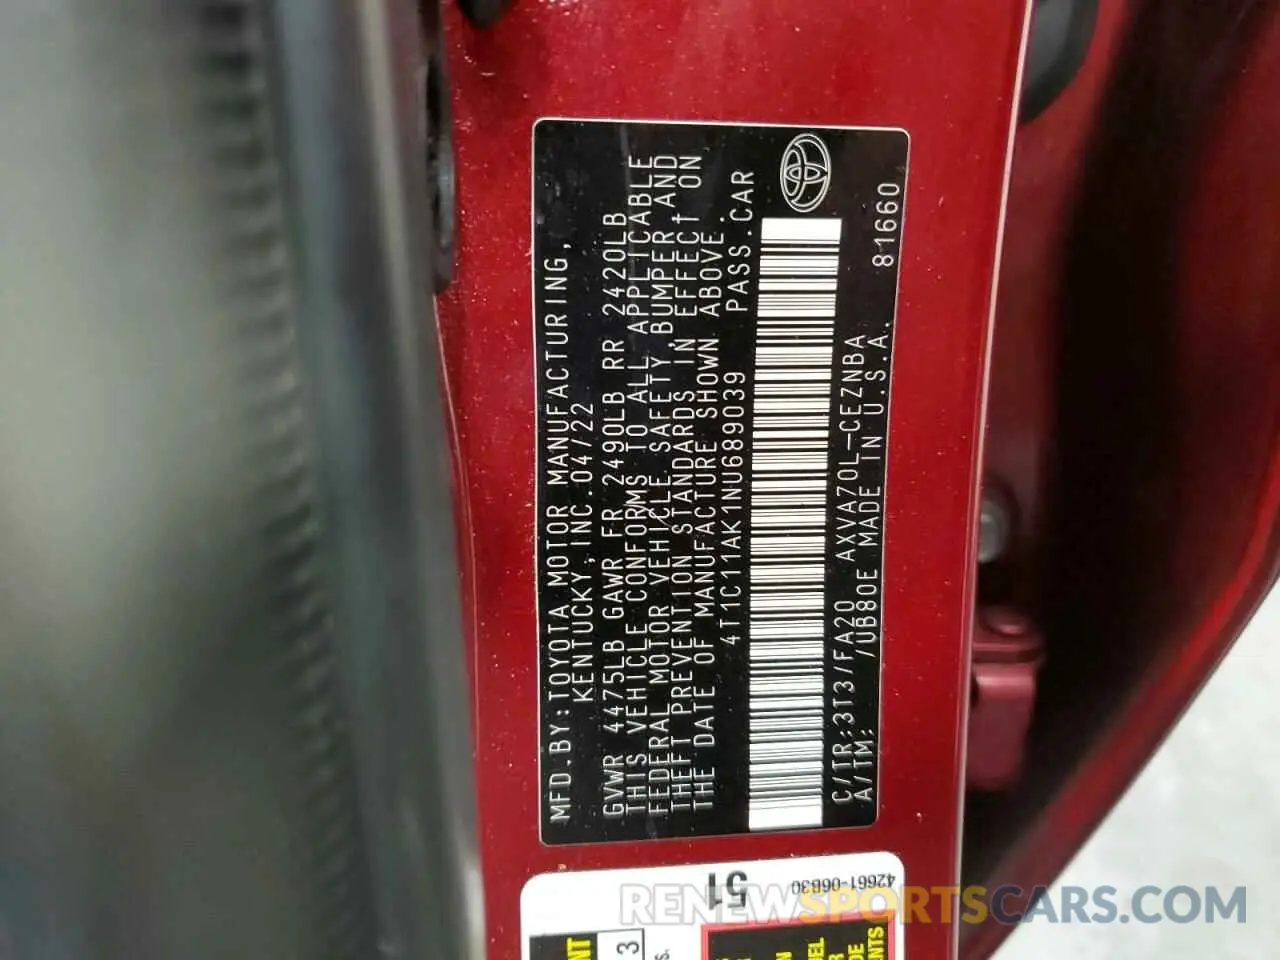 MFD.BY:TOYOTA MOTOR MANUFACTURING,
KENTUCKY,INC.04/22
GVWR 4475LB GAWR FR 2490LB RR 2420LB
THIS VEHICLE CONFORMS TO ALL APPLICABLE
FEDERAL MOTOR VEHICLE SAFETY,BUMPER,AND
THEFT PREVENTION STANDARDS IN EFFECT ON
THE DATE OF MANUFACTURE SHOWN ABOVE.
4T1C11AK1NU689039 PASS.CAR
C/TR:3T3/FA20 AXVA70L-CEZNBA 81660
A/TM: /UB80E MADE IN U.S.A.
51
42661-06B30
3
RENEWSPORTSCARS.COM